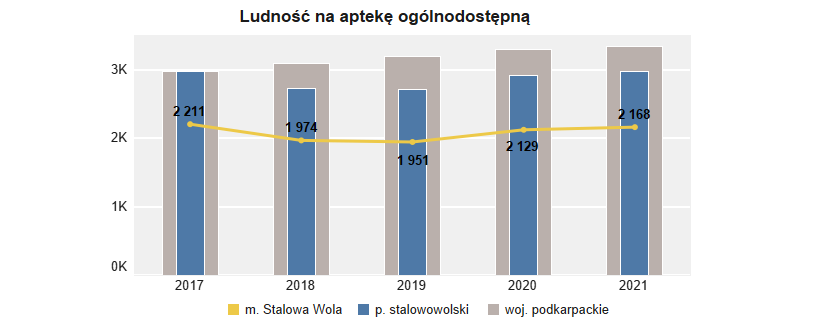 Ludność na aptekę ogólnodostępną
3K
2K
1K
0K
2 211
1 974
1 951
2 129
2 168
2017 2018 2019 2020 2021
m. Stalowa Wola p. stalowowolski woj. podkarpackie